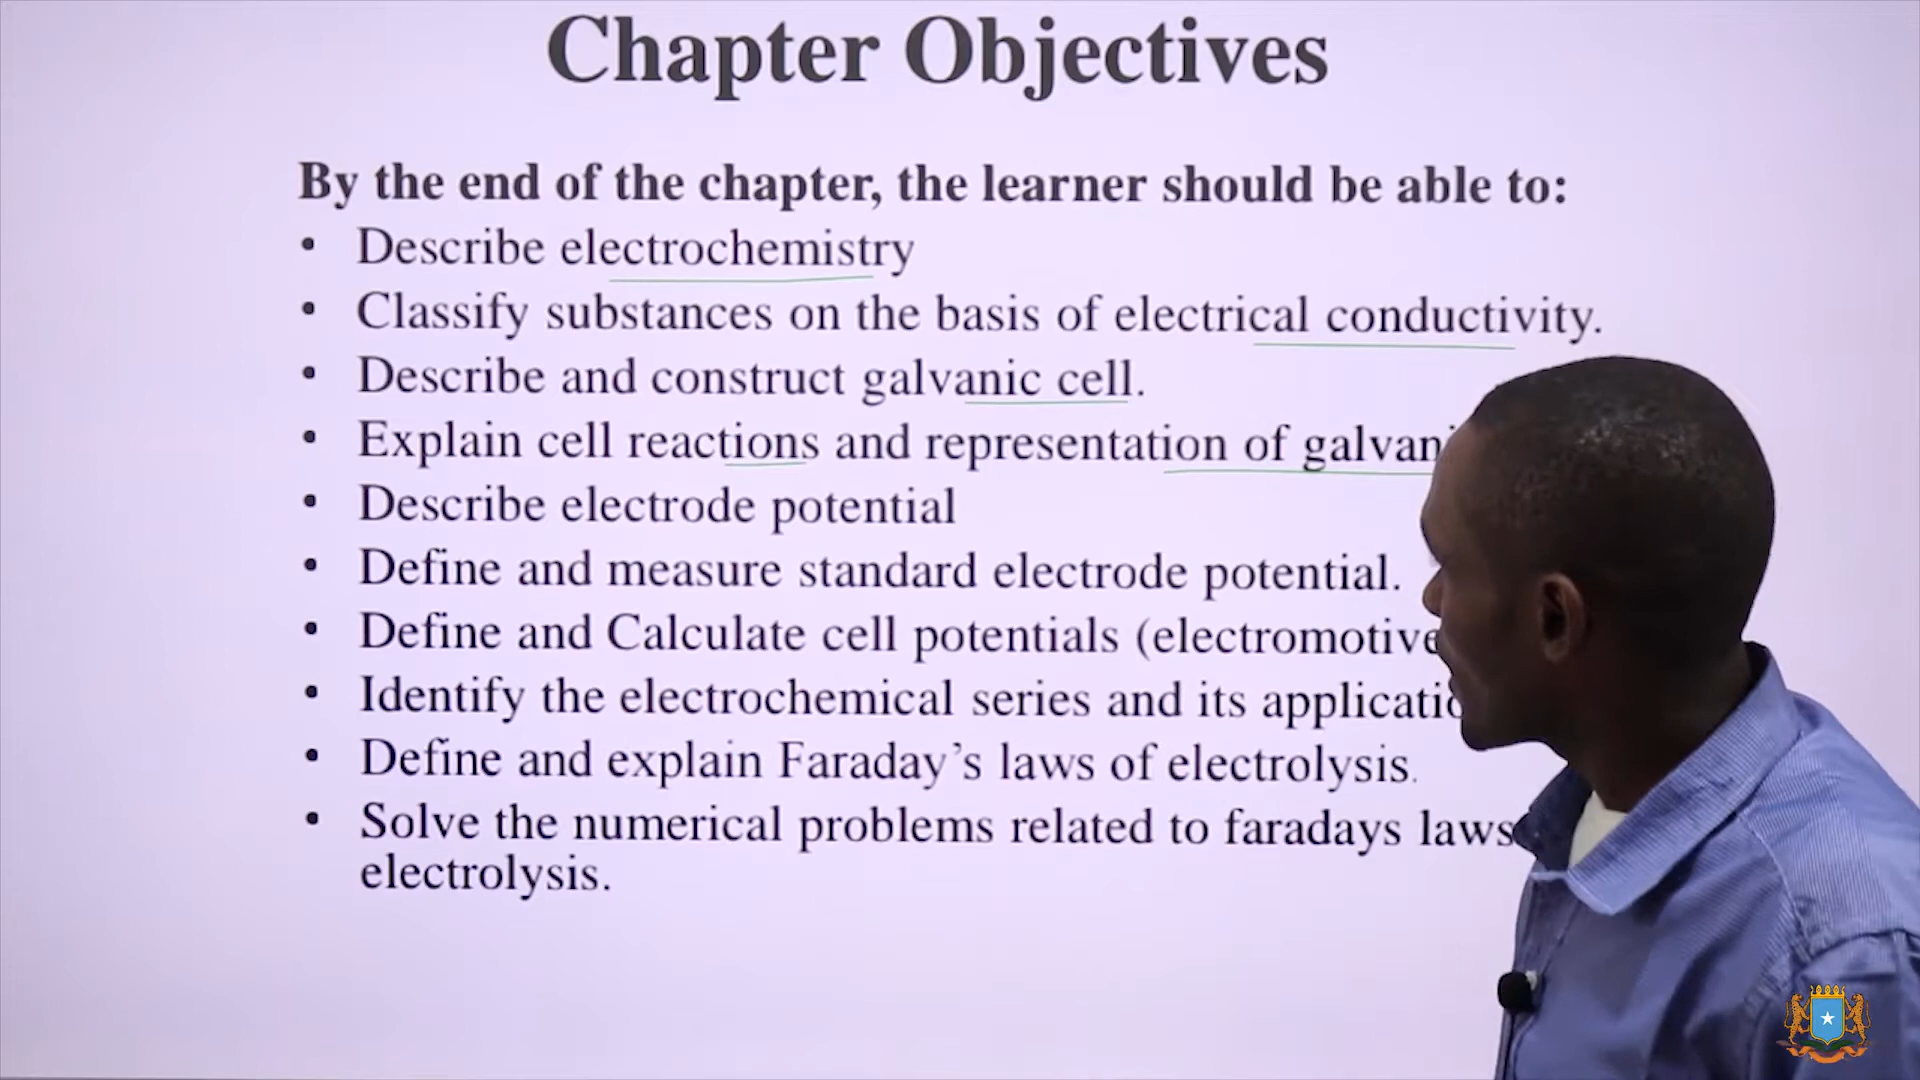 Chapter Objectives
By the end of the chapter, the learner should be able to:
• Describe electrochemistry
• Classify substances on the basis of electrical conductivity.
• Describe and construct galvanic cell.
• Explain cell reactions and representation of
• Describe electrode potential
• Define and measure standard electrode potential.
• Define and Calculate cell potentials (electromotive
• Identify the electrochemical series and its
• Define and explain Faraday’s laws of electrolysis.
• Solve the numerical problems related to faradays laws
electrolysis.